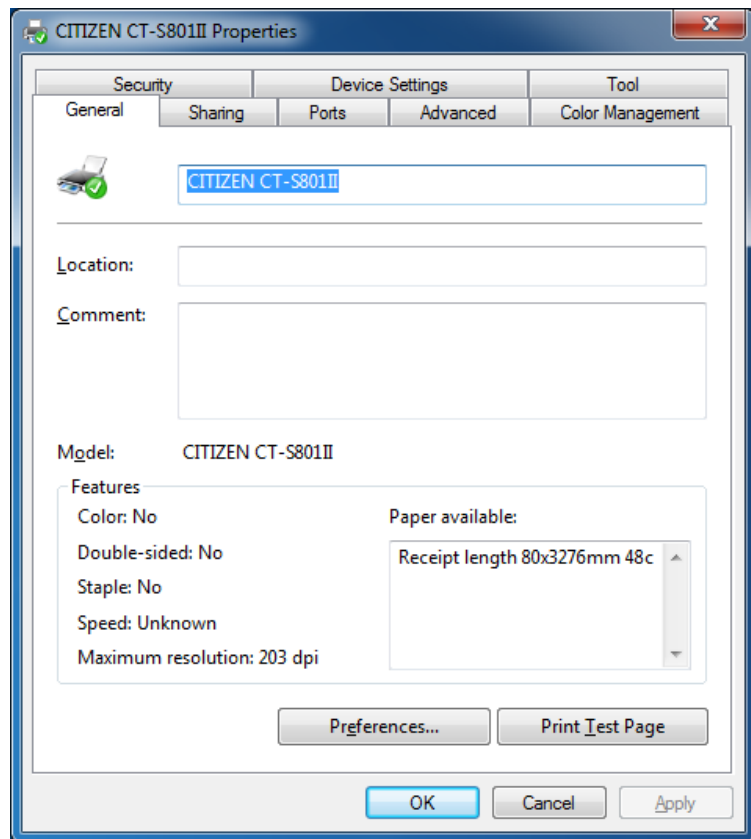 CITIZEN CT-S801II Properties
Security Device Settings Tool
General Sharing Ports Advanced Color Management
CITIZEN CT-S801II
Location:
Comment:
Model: CITIZEN CT-S801II
Features
Color: No
Double-sided: No
Staple: No
Speed: Unknown
Maximum resolution: 203 dpi
Paper available:
Receipt length 80x3276mm 48c
Preferences... Print Test Page
OK Cancel Apply